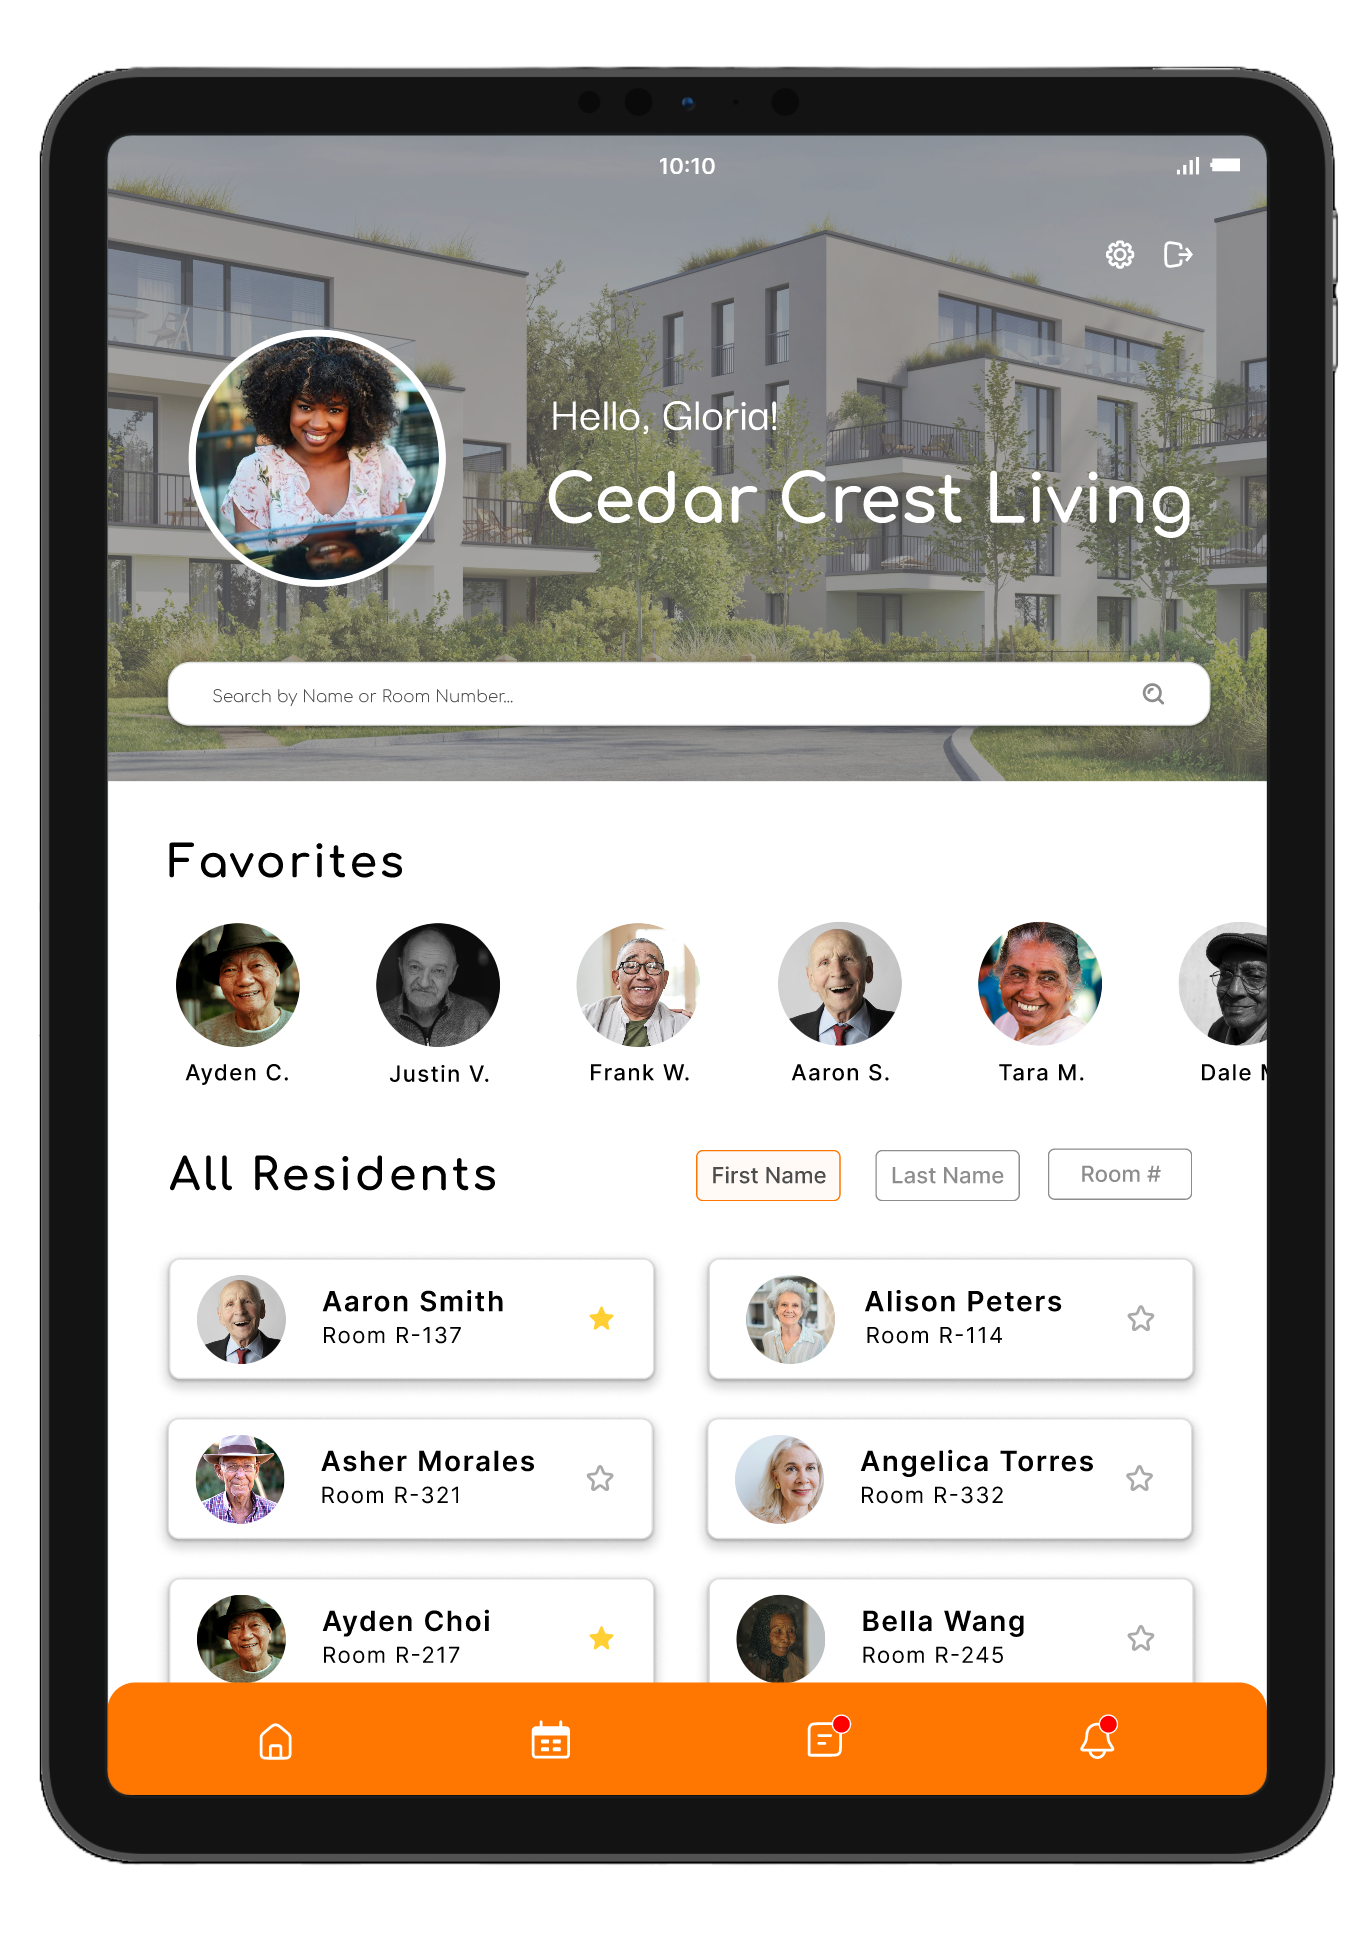 10:10
Hello, Gloria!
Cedar Crest Living
Search by Name or Room Number...
Favorites
Ayden C.
Justin V.
Frank W.
Aaron S.
Tara M.
Dale
All Residents
First Name
Last Name
Room #
Aaron Smith
Room R-137
Alison Peters
Room R-114
Asher Morales
Room R-321
Angelica Torres
Room R-332
Ayden Choi
Room R-217
Bella Wang
Room R-245